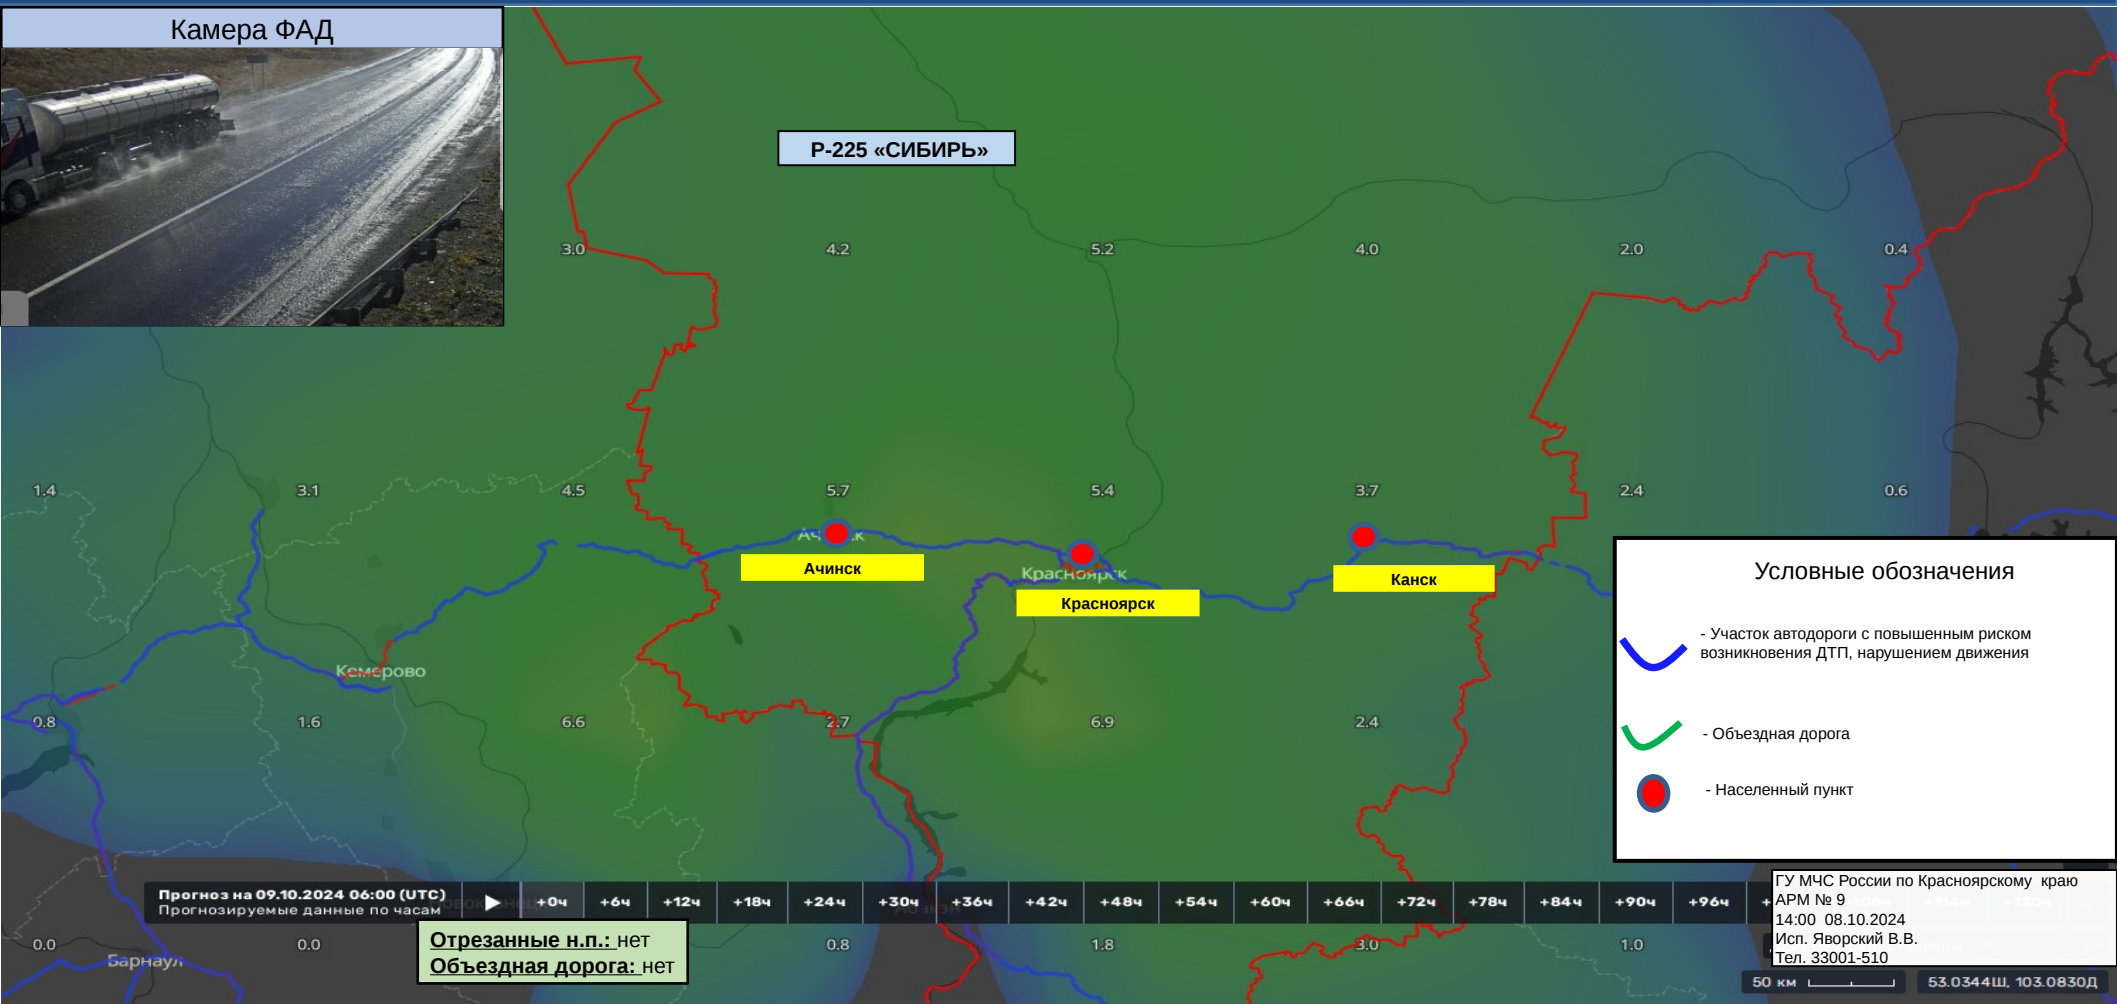 Камера ФАД
Р-225 «СИБИРЬ»
3.0
4.2
5.2
4.0
2.0
0.4
1.4
3.1
4.5
5.7
5.4
3.7
2.4
0.6
Ачинск
Красноярск
Красноярск
Канск
Кемерово
0.8
1.6
6.6
2.7
6.9
2.4
Условные обозначения
- Участок автодороги с повышенным риском
возникновения ДТП, нарушением движения
- Объездная дорога
- Населенный пункт
Прогноз на 09.10.2024 06:00 (UTC)
Прогнозируемые данные по часам
+0ч
+6ч
+12ч
+18ч
+24ч
+30ч
+36ч
+42ч
+48ч
+54ч
+60ч
+66ч
+72ч
+78ч
+84ч
+90ч
+96ч
ГУ МЧС России по Красноярскому краю
АРМ № 9
14:00 08.10.2024
Исп. Яворский В.В.
Тел. 33001-510
Отрезанные н.п.: нет
Объездная дорога: нет
0.0
0.0
0.8
1.8
3.0
1.0
Барнаул
50 км
53.0344Ш, 103.0830Д